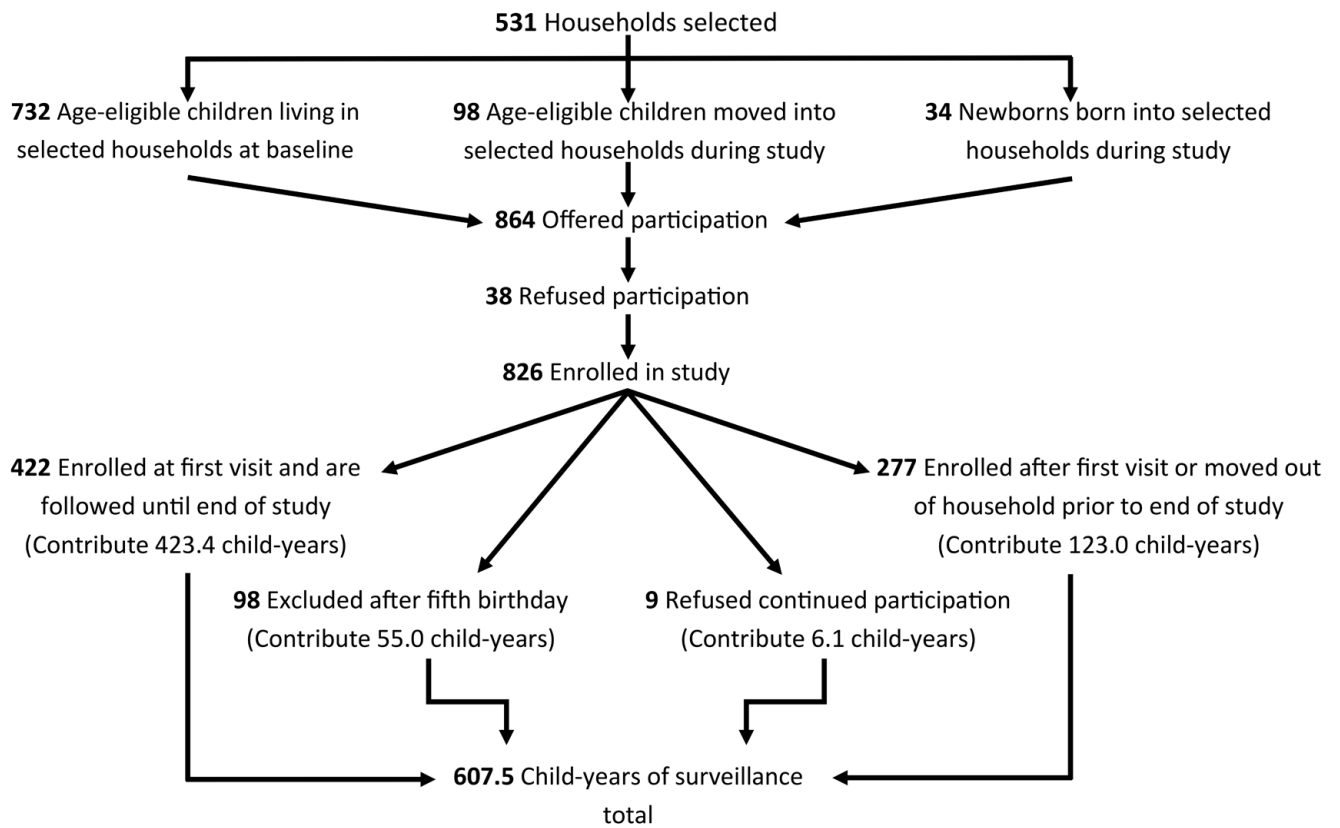 531 Households selected
732 Age-eligible children living in
selected households at baseline
98 Age-eligible children moved into
selected households during study
34 Newborns born into selected
households during study
864 Offered participation
38 Refused participation
826 Enrolled in study
422 Enrolled at first visit and are
followed until end of study
(Contribute 423.4 child-years)
277 Enrolled after first visit or moved out
of household prior to end of study
(Contribute 123.0 child-years)
98 Excluded after fifth birthday
(Contribute 55.0 child-years)
9 Refused continued participation
(Contribute 6.1 child-years)
607.5 Child-years of surveillance
total